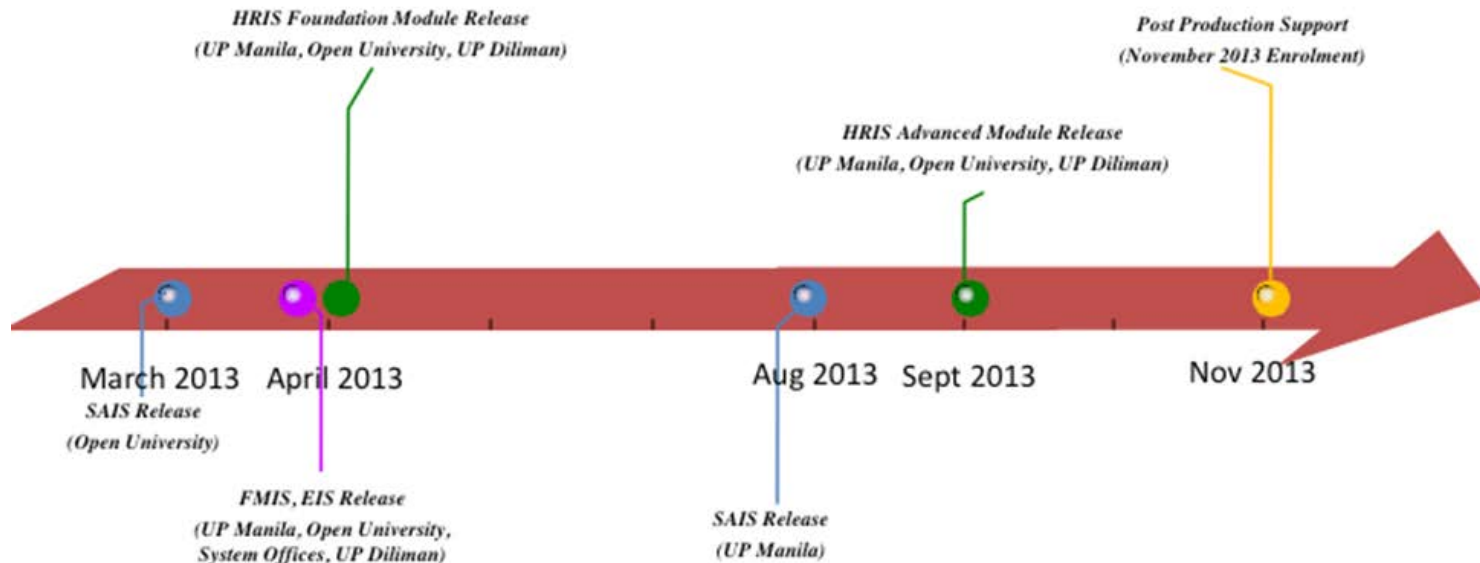 HRIS Foundation Module Release
(UP Manila, Open University, UP Diliman)
Post Production Support
(November 2013 Enrolment)
HRIS Advanced Module Release
(UP Manila, Open University, UP Diliman)
March 2013
April 2013
Aug 2013
Sept 2013
Nov 2013
SAIS Release
(Open University)
FMIS, EIS Release
(UP Manila, Open University,
System Offices, UP Diliman)
SAIS Release
(UP Manila)